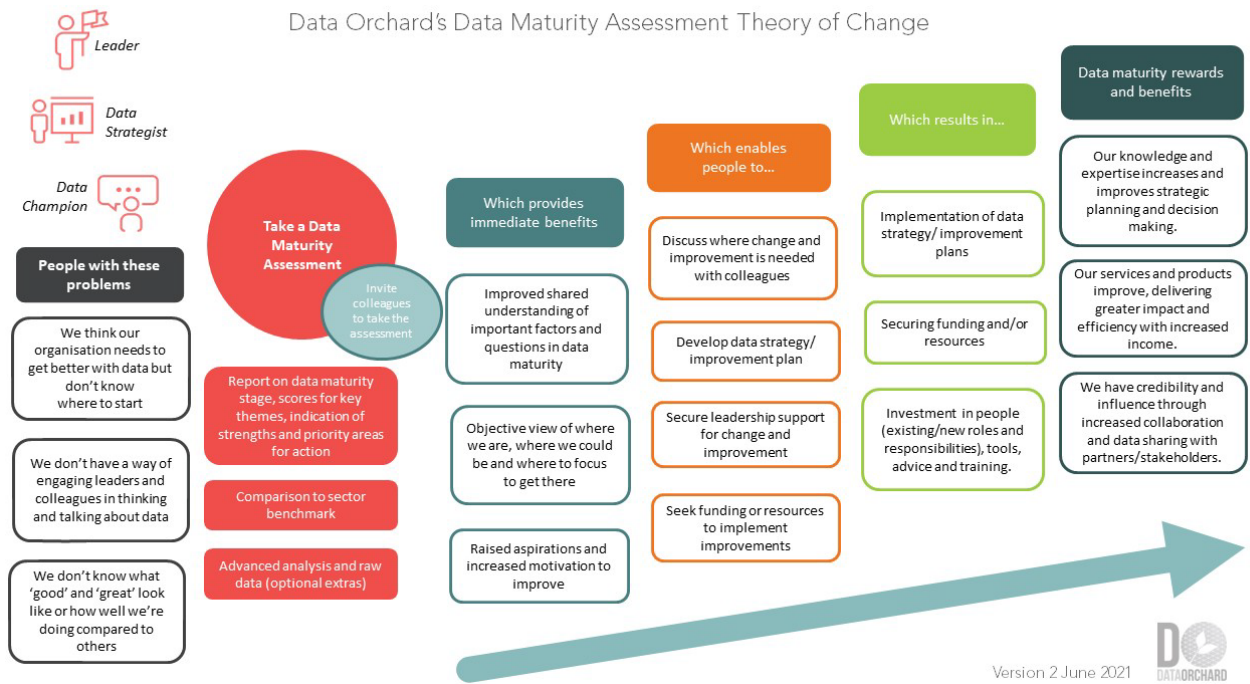 Data Orchard's Data Maturity Assessment Theory of Change
Leader
Data
Strategist
Data
Champion
People with these
problems
We think our
organisation needs to
get better with data but
don't know
where to start
We don't have a way of
engaging leaders and
colleagues in thinking
and talking about data
We don't know what
'good' and 'great' look
like or how well we're
doing compared to
others
Take a Data
Maturity
Assessment
Invite
colleagues
to take the
assessment
Report on data maturity
stage, scores for key
themes, indication of
strengths and priority areas
for action
Comparison to sector
benchmark
Advanced analysis and raw
data (optional extras)
Which provides
immediate benefits
Improved shared
understanding of
important factors and
questions in data
maturity
Objective view of where
we are, where we could
be and where to focus
to get there
Raised aspirations and
increased motivation to
improve
Which enables
people to...
Discuss where change and
improvement is needed
with colleagues
Develop data strategy/
improvement plan
Secure leadership support
for change and
improvement
Seek funding or resources
to implement
improvements
Which results in...
Implementation of data
strategy/ improvement
plans
Securing funding and/or
resources
Investment in people
(existing/new roles and
responsibilities), tools,
advice and training.
Data maturity rewards
and benefits
Our knowledge and
expertise increases and
improves strategic
planning and decision
making.
Our services and products
improve, delivering
greater impact and
efficiency with increased
income.
We have credibility and
influence through
increased collaboration
and data sharing with
partners/stakeholders.
Version 2 June 2021
DO
DATAORCHARD